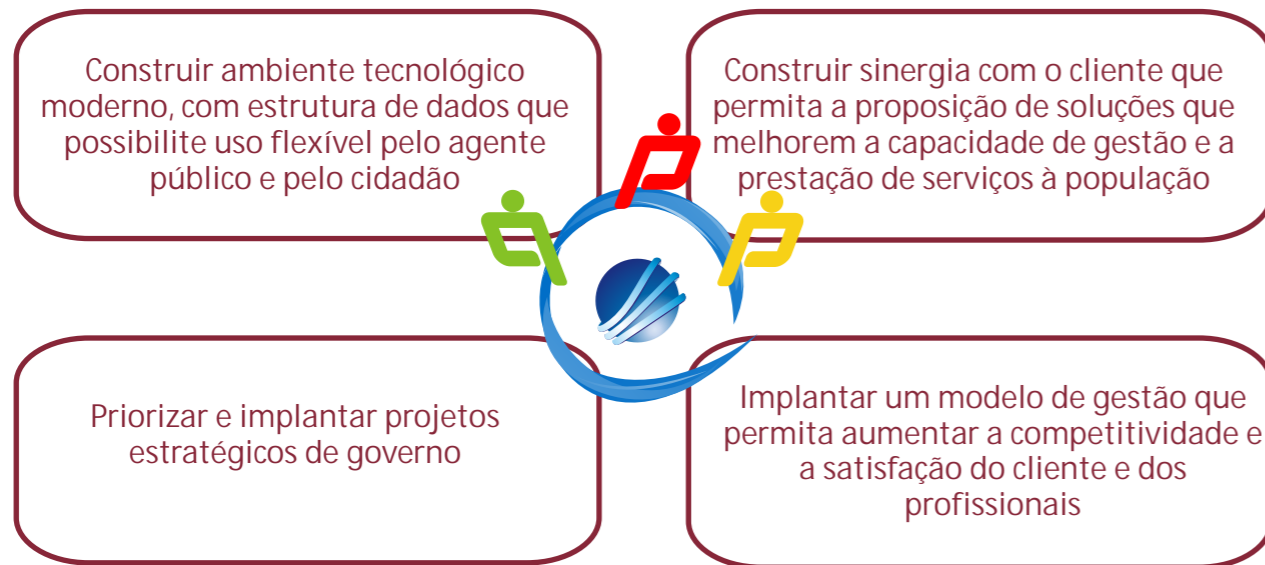 Construir ambiente tecnológico
moderno, com estrutura de dados que
possibilite uso flexível pelo agente
público e pelo cidadão
Construir sinergia com o cliente que
permita a proposição de soluções que
melhorem a capacidade de gestão e a
prestação de serviços à população
Priorizar e implantar projetos
estratégicos de governo
Implantar um modelo de gestão que
permita aumentar a competitividade e
a satisfação do cliente e dos
profissionais